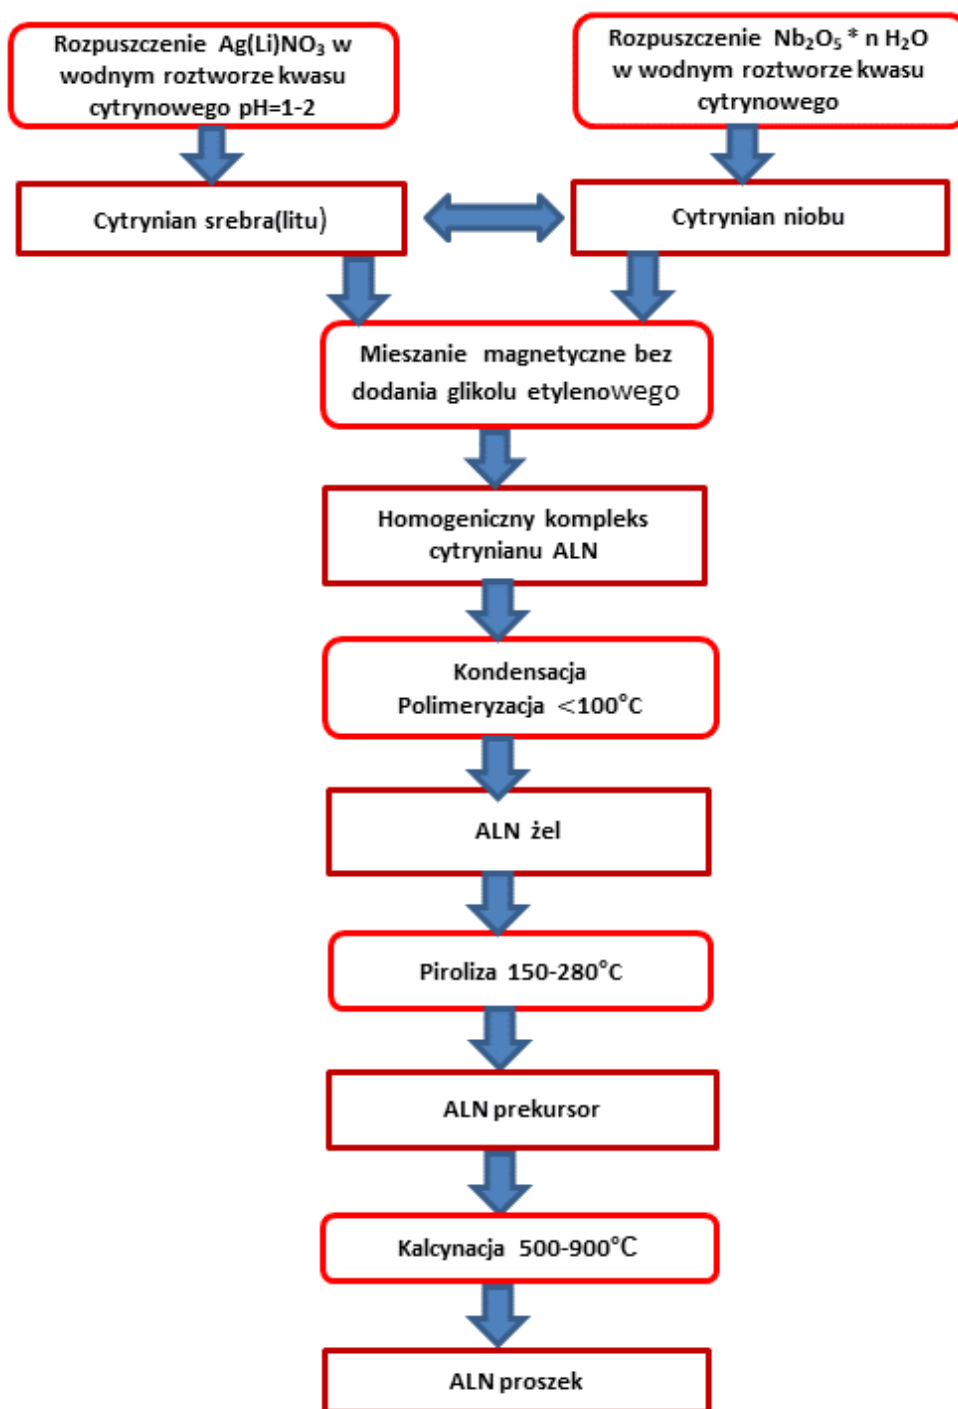 Rozpuszczenie Ag(Li)NO₃ w
wodnym roztworze kwasu
cytrynowego pH=1-2
Rozpuszczenie Nb₂O₅ * n H₂O
w wodnym roztworze kwasu
cytrynowego
Cytrynian srebra(litu)
Cytrynian niobu
Mieszanie magnetyczne bez
dodania glikolu etylenowego
Homogeniczny kompleks
cytrynianu ALN
Kondensacja
Polimeryzacja <100°C
ALN żel
Piroliza 150-280°C
ALN prekursor
Kalcynacja 500-900°C
ALN proszek